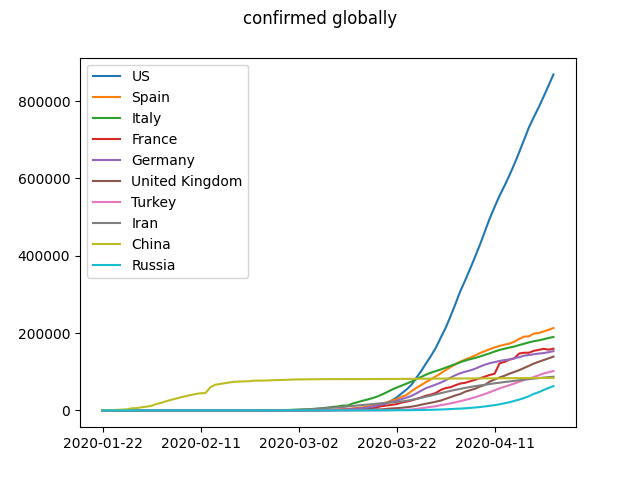 confirmed globally
US
Spain
Italy
France
Germany
United Kingdom
Turkey
Iran
China
Russia
800000
600000
400000
200000
0
2020-01-22 2020-02-11 2020-03-02 2020-03-22 2020-04-11